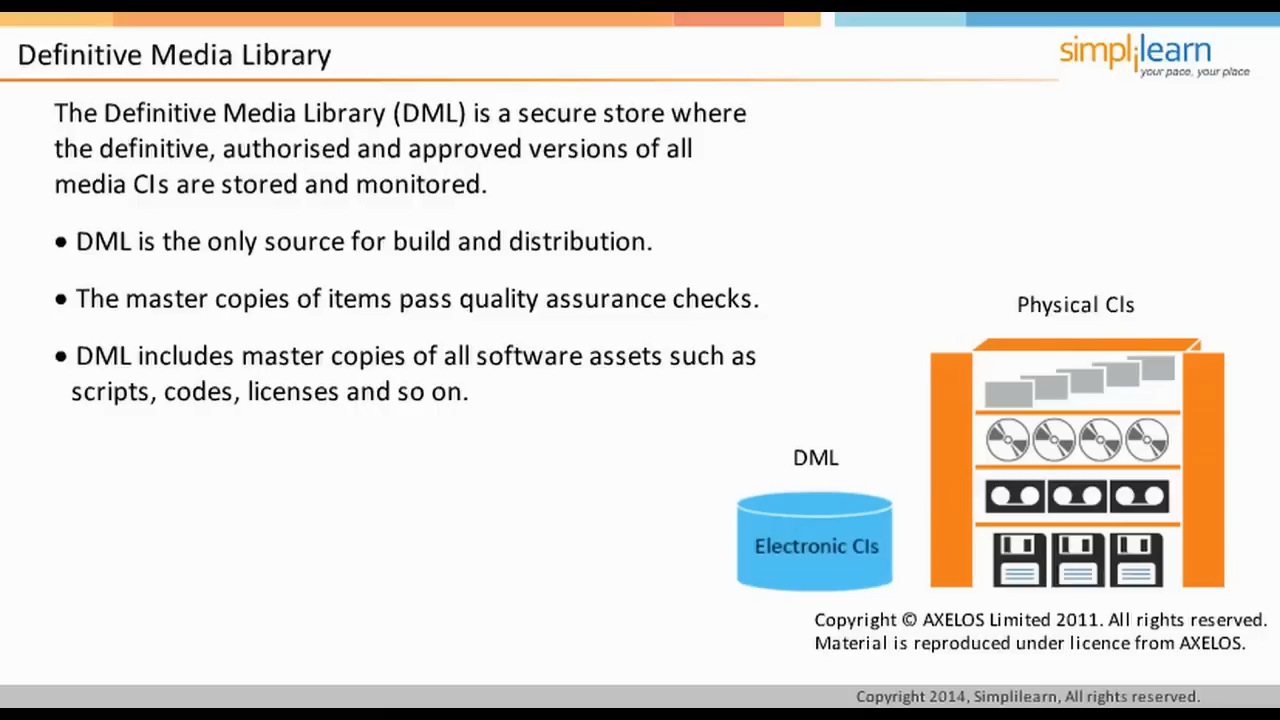 Definitive Media Library
simplilearn
your pace, your place
The Definitive Media Library (DML) is a secure store where
the definitive, authorised and approved versions of all
media CIs are stored and monitored.
• DML is the only source for build and distribution.
• The master copies of items pass quality assurance checks.
• DML includes master copies of all software assets such as
scripts, codes, licenses and so on.
Physical CIs
DML
Electronic CIs
Copyright © AXELOS Limited 2011. All rights reserved.
Material is reproduced under licence from AXELOS.
Copyright 2014, Simplilearn, All rights reserved.